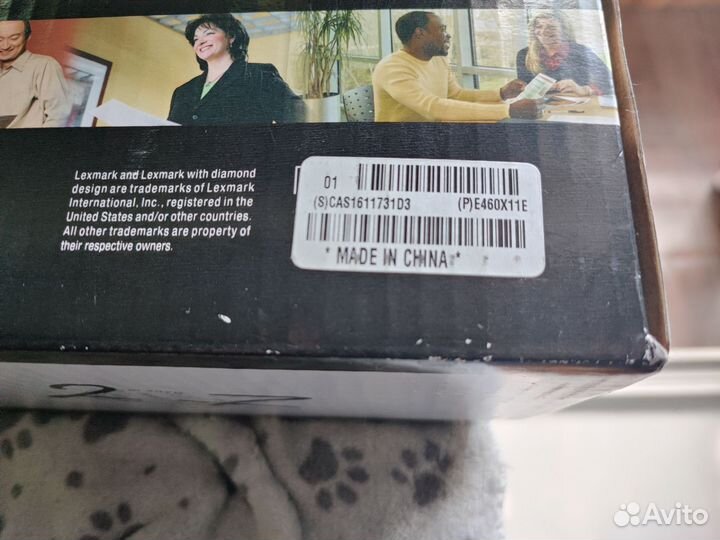 Lexmark and Lexmark with diamond
design are trademarks of Lexmark
International, Inc., registered in the
United States and/or other countries.
All other trademarks are property of
their respective owners.
01
(S)CAS1611731D3 (P)E460X11E
* MADE IN CHINA *
Avito